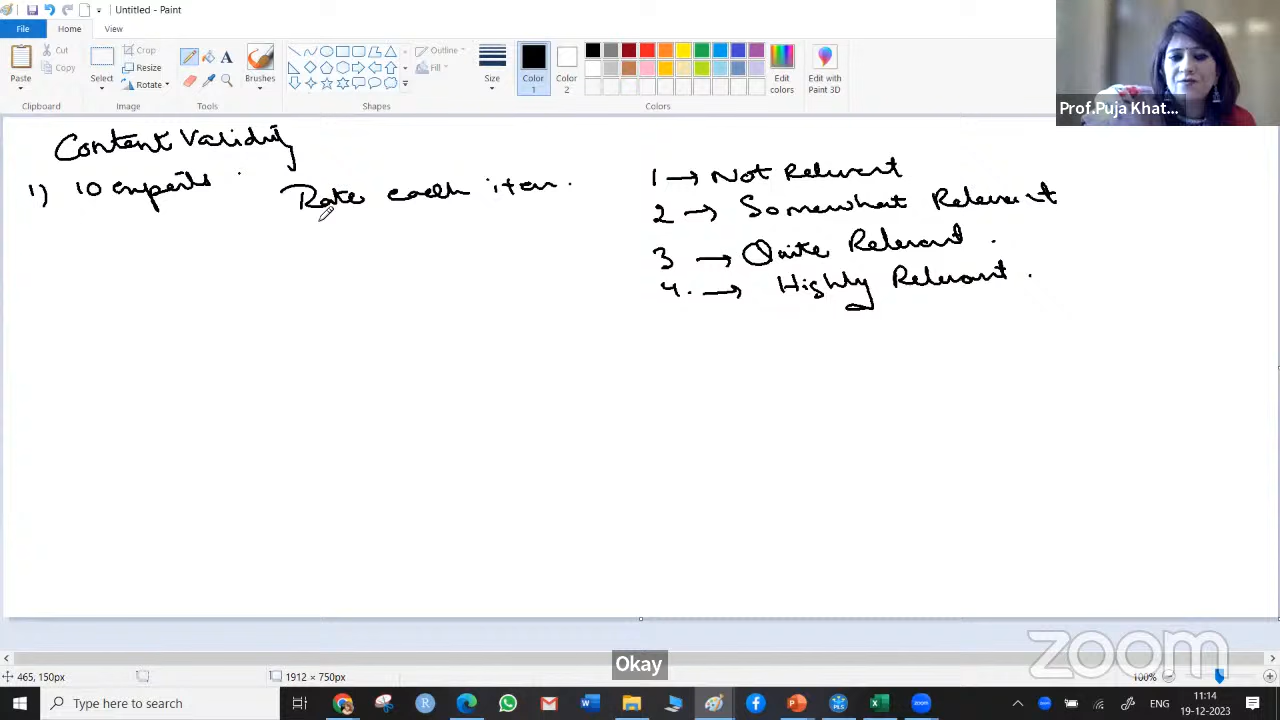 Untitled - Paint
File Home View
Paste
Cut
Copy
Clipboard
Select
Crop
Resize
Rotate
Image
Tools
Brushes
Shapes
Outline
Fill
Size
Color 1
Color 2
Edit colors
Colors
Edit with Paint 3D
Prof.Puja Khat...
Content Validity
1) 10 experts .
Rate each item .
1 → Not Relevant
2 → Somewhat Relevant
3 → Quite Relevant .
4. → Highly Relevant .
zoom
Okay
465, 150px
1912 × 750px
100%
Type here to search
ENG
11:14
19-12-2023